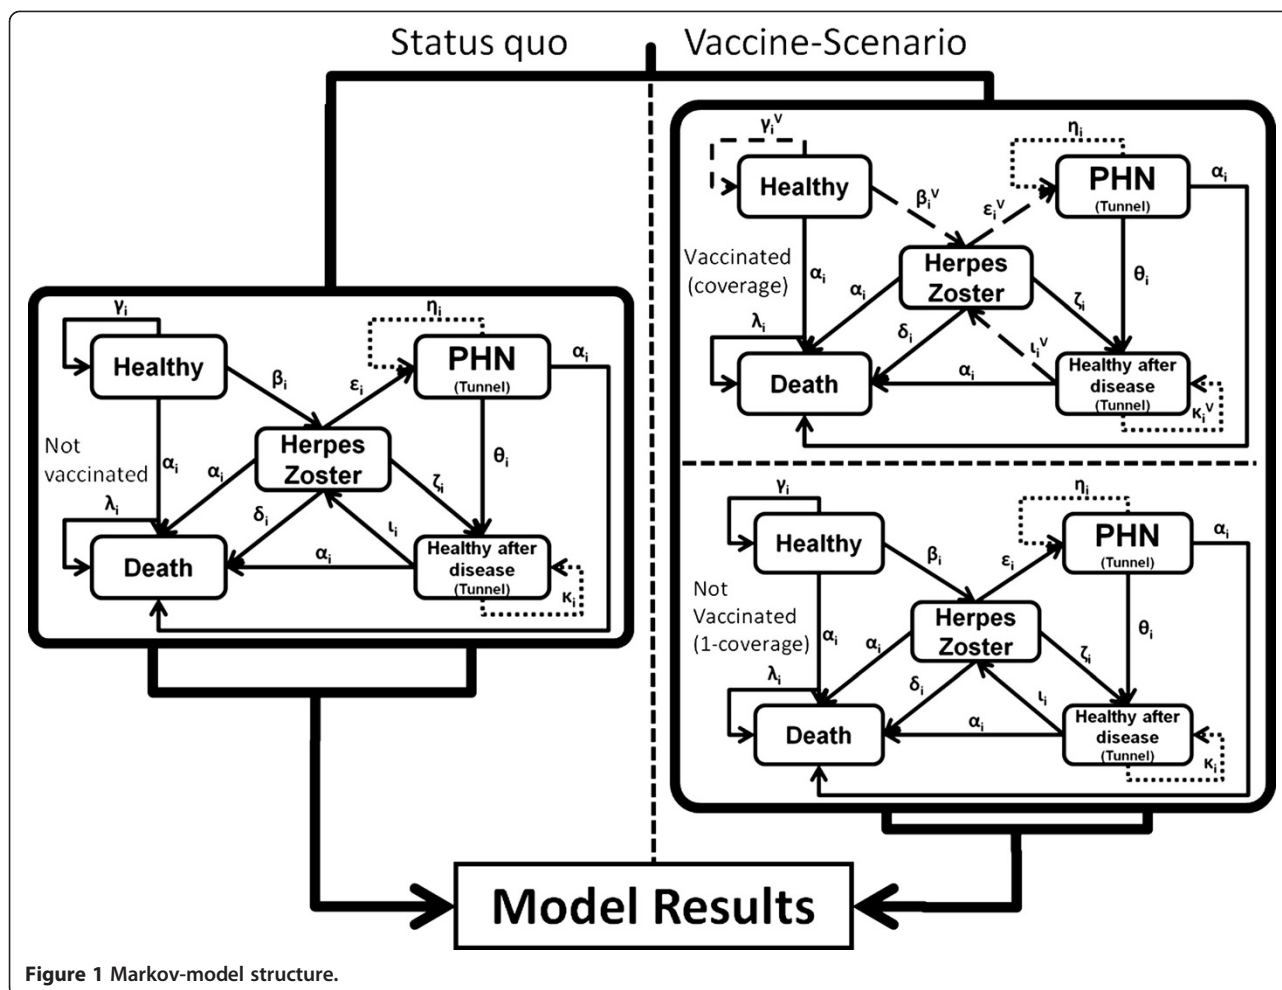 Status quo
Vaccine-Scenario
γᵢ
Healthy
ηᵢ
PHN
(Tunnel)
αᵢ
βᵢ
εᵢ
Not
vaccinated
αᵢ
αᵢ
Herpes
Zoster
θᵢ
ζᵢ
λᵢ
δᵢ
ιᵢ
Death
αᵢ
Healthy after
disease
(Tunnel)
κᵢ
γᵢⱽ
Healthy
ηᵢ
PHN
(Tunnel)
αᵢ
βᵢⱽ
εᵢⱽ
Vaccinated
(coverage)
αᵢ
αᵢ
Herpes
Zoster
θᵢ
ζᵢ
λᵢ
δᵢ
ιᵢⱽ
Death
αᵢ
Healthy after
disease
(Tunnel)
κᵢⱽ
γᵢ
Healthy
ηᵢ
PHN
(Tunnel)
αᵢ
βᵢ
εᵢ
Not
Vaccinated
(1-coverage)
αᵢ
αᵢ
Herpes
Zoster
θᵢ
ζᵢ
λᵢ
δᵢ
ιᵢ
Death
αᵢ
Healthy after
disease
(Tunnel)
κᵢ
Model Results
Figure 1 Markov-model structure.